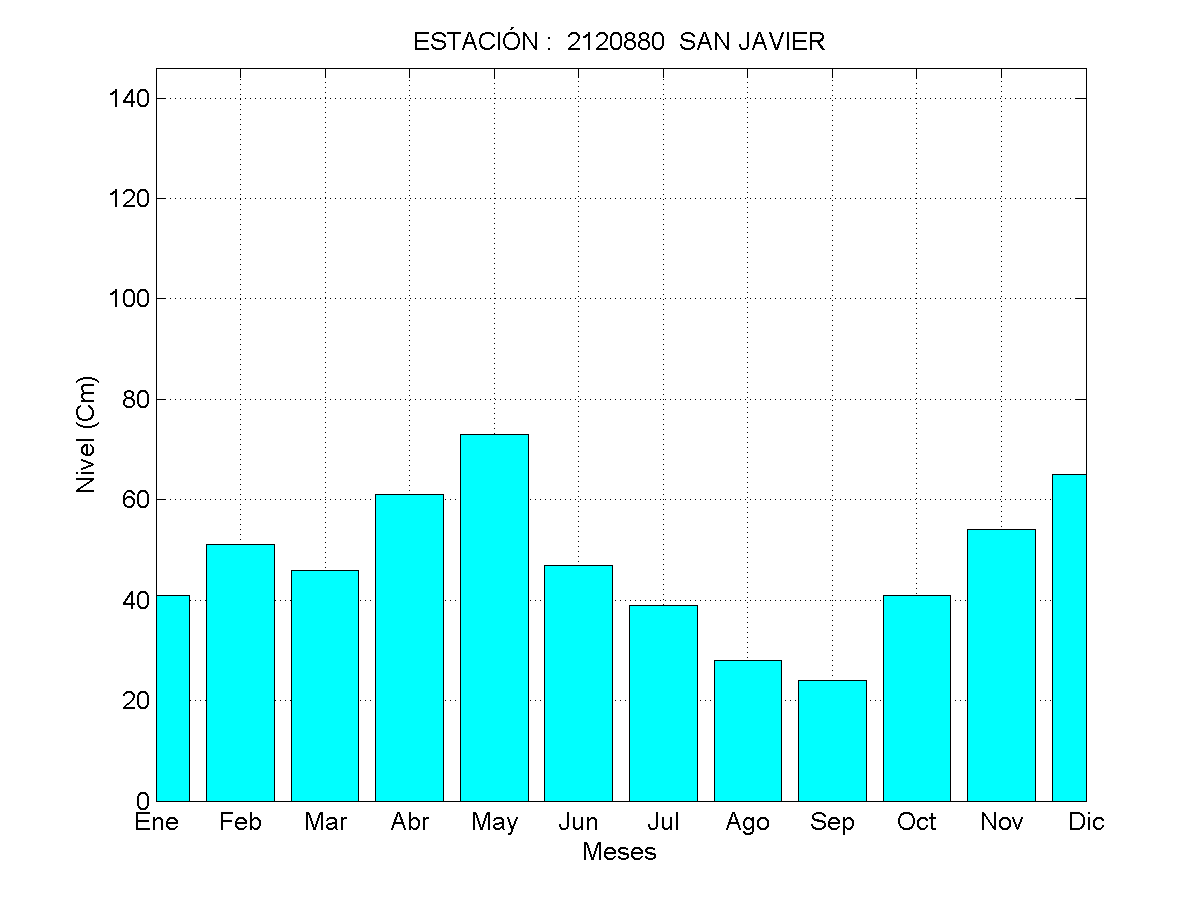 ESTACIÓN :  2120880  SAN JAVIER
140
120
100
80
60
40
20
0
Nivel (Cm)
Ene Feb Mar Abr May Jun Jul Ago Sep Oct Nov Dic
Meses